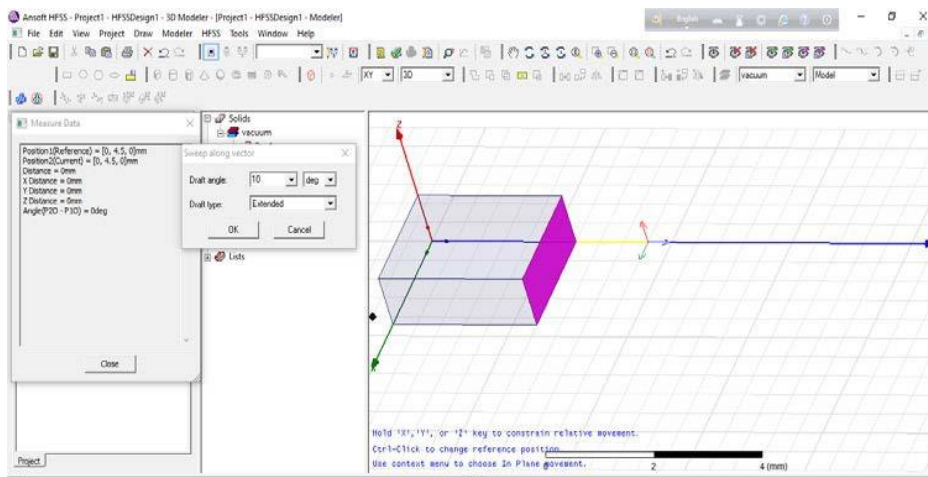 Ansoft HFSS - Project1 - HFSSDesign1 - 3D Modeler - [Project1 - HFSSDesign1 - Modeler]
English
File Edit View Project Draw Modeler HFSS Tools Window Help
XY 3D vacuum Model
Measure Data
Position1(Reference) = [0, 4.5, 0]mm
Position2(Current) = [0, 4.5, 0]mm
Distance = 0mm
X Distance = 0mm
Y Distance = 0mm
Z Distance = 0mm
Angle(P2O - P1O) = 0deg
Close
Project
Solids
vacuum
Lists
Sweep along vector
Draft angle: 10 deg
Draft type: Extended
OK Cancel
Z
X
Hold 'X','Y', or 'Z' key to constrain relative movement.
Ctrl-Click to change reference position.
Use context menu to choose In Plane movement.
0 2 4 (mm)